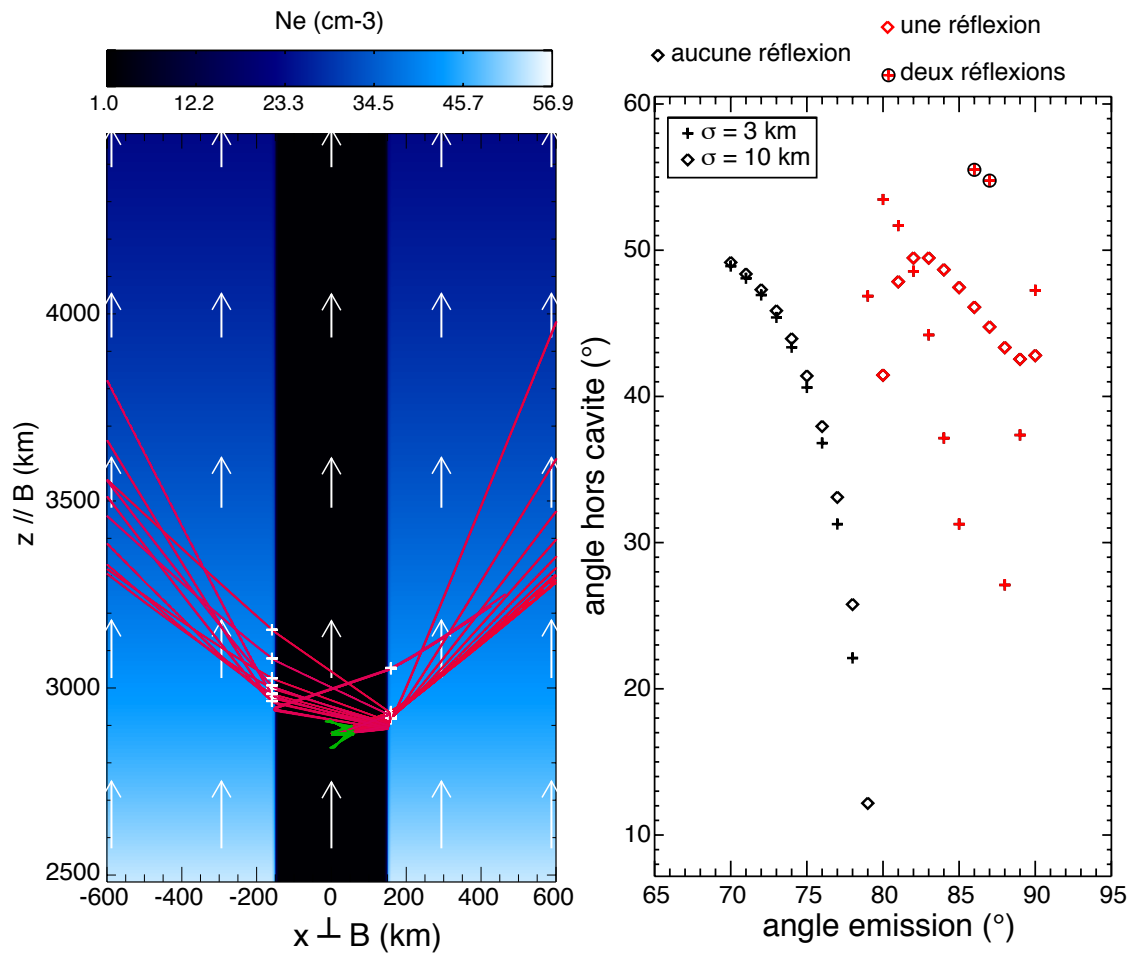 Ne (cm-3)
1.0 12.2 23.3 34.5 45.7 56.9
4000
3500
3000
2500
z // B (km)
-600 -400 -200 0 200 400 600
x ⊥ B (km)
◇ aucune réflexion
◇ une réflexion
deux réflexions
+ σ = 3 km
◇ σ = 10 km
60
50
40
30
20
10
angle hors cavite (°)
65 70 75 80 85 90 95
angle emission (°)